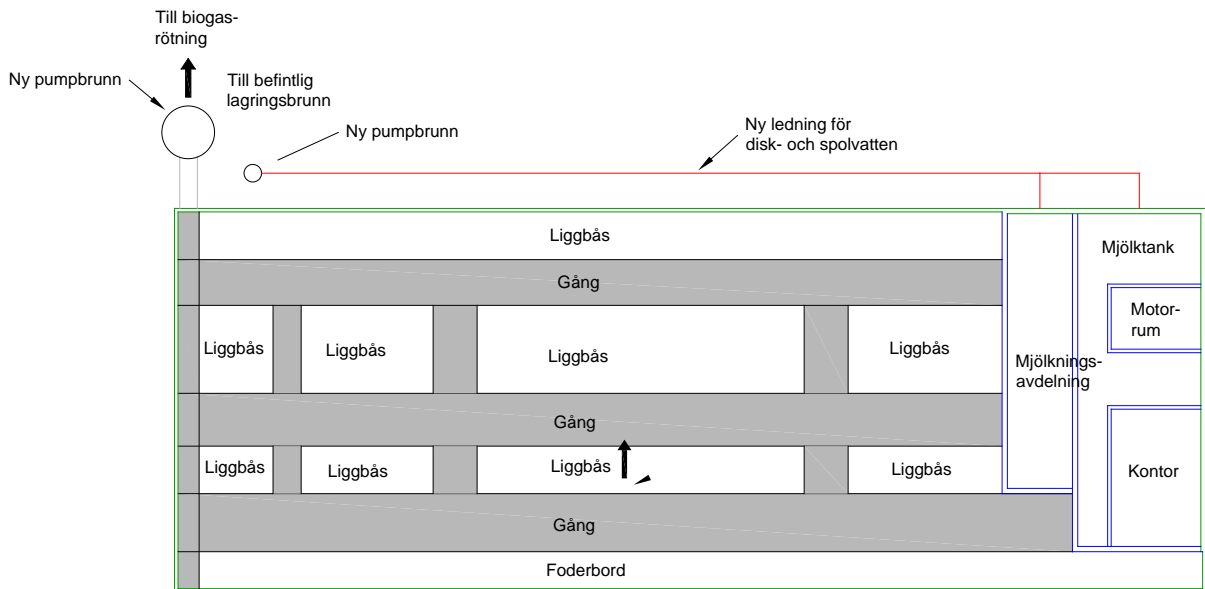 Till biogas-
rötning
Ny pumpbrunn
Till befintlig
lagringsbrunn
Ny pumpbrunn
Ny ledning för
disk- och spolvatten
Liggbås
Mjölktank
Gång
Motor-
rum
Liggbås
Liggbås
Liggbås
Liggbås
Mjölknings-
avdelning
Gång
Liggbås
Liggbås
Liggbås
Liggbås
Kontor
Gång
Foderbord